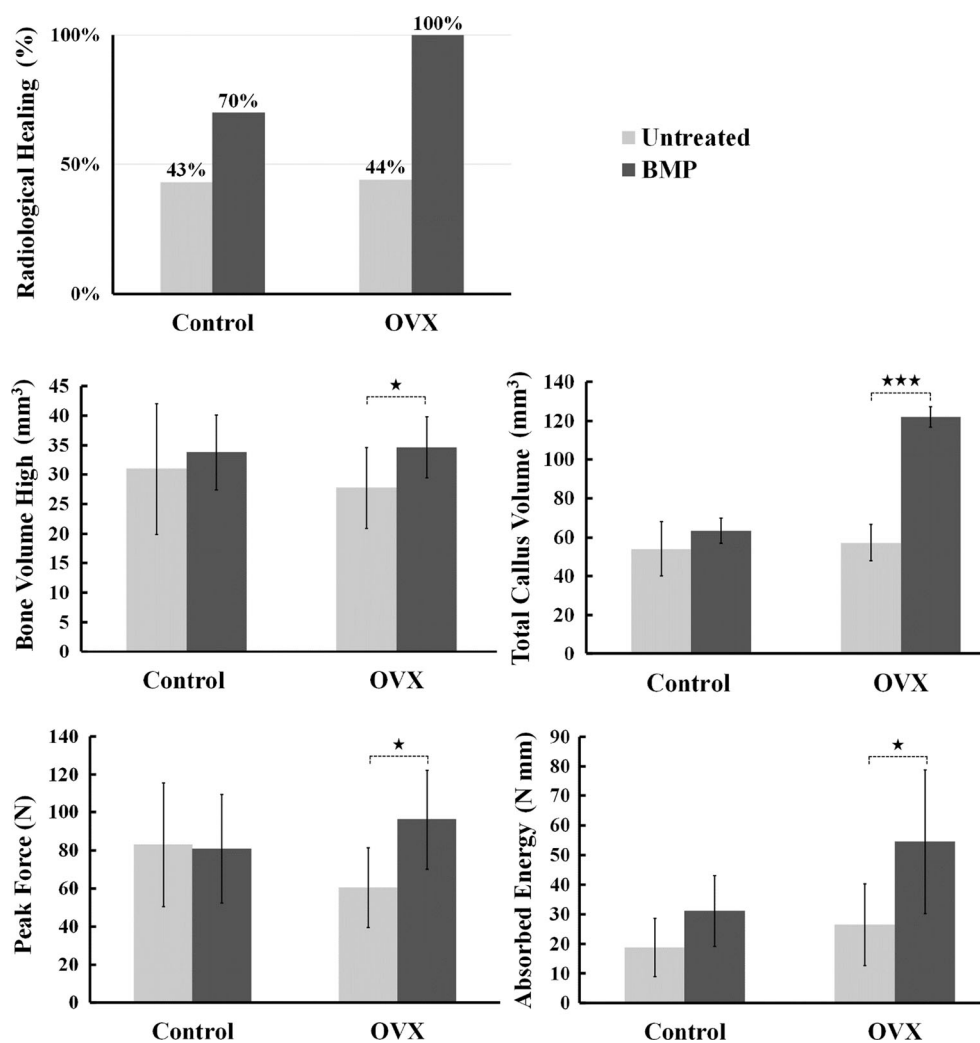 Radiological Healing (%)
100%
50%
0%
43%
70%
44%
100%
Control
OVX
Untreated
BMP
Bone Volume High (mm³)
45
40
35
30
25
20
15
10
5
0
★
Control
OVX
Total Callus Volume (mm³)
140
120
100
80
60
40
20
0
★★★
Control
OVX
Peak Force (N)
140
120
100
80
60
40
20
0
★
Control
OVX
Absorbed Energy (N mm)
90
80
70
60
50
40
30
20
10
0
★
Control
OVX